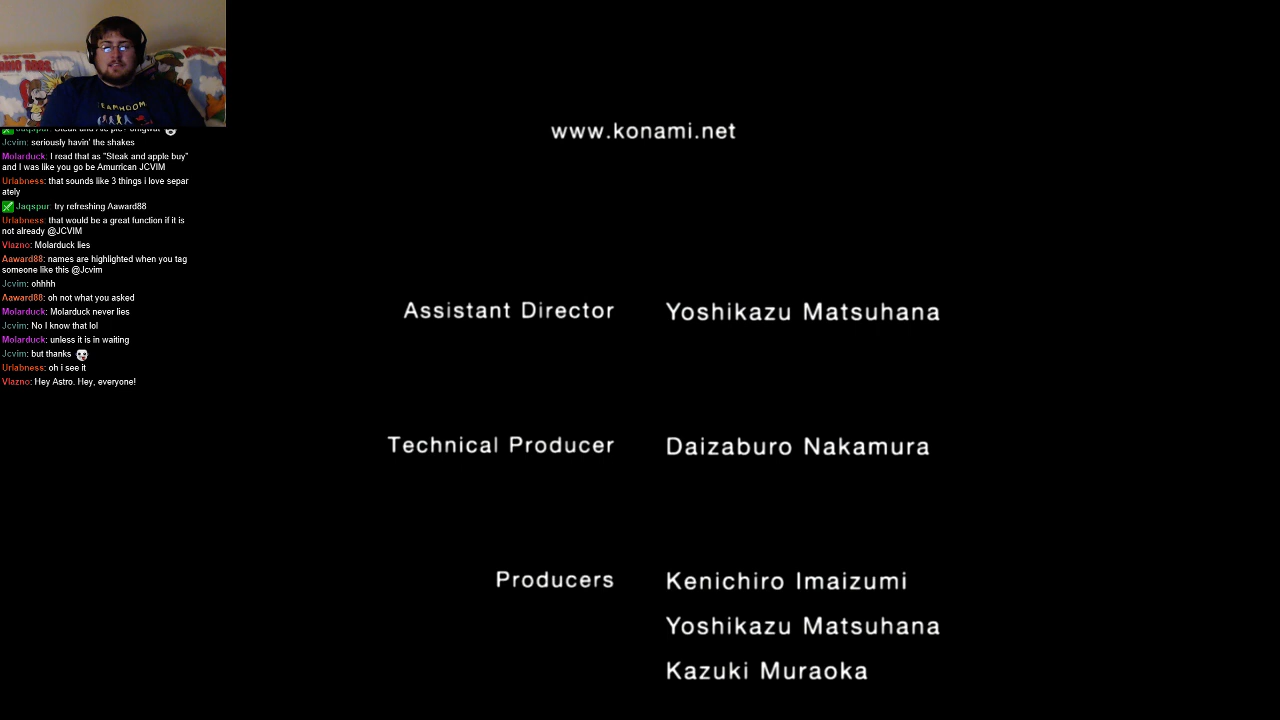 Jcvim: seriously havin' the shakes
Molarduck: I read that as "Steak and apple buy"
and I was like you go be Amurrican JCVIM
Urlabness: that sounds like 3 things i love separ
ately
Jaqspur: try refreshing Aaward88
Urlabness: that would be a great function if it is
not already @JCVIM
Vlazno: Molarduck lies
Aaward88: names are highlighted when you tag
someone like this @Jcvim
Jcvim: ohhhh
Aaward88: oh not what you asked
Molarduck: Molarduck never lies
Jcvim: No I know that lol
Molarduck: unless it is in waiting
Jcvim: but thanks
Urlabness: oh i see it
Vlazno: Hey Astro. Hey, everyone!
www.konami.net
Assistant Director Yoshikazu Matsuhana
Technical Producer Daizaburo Nakamura
Producers Kenichiro Imaizumi
Yoshikazu Matsuhana
Kazuki Muraoka